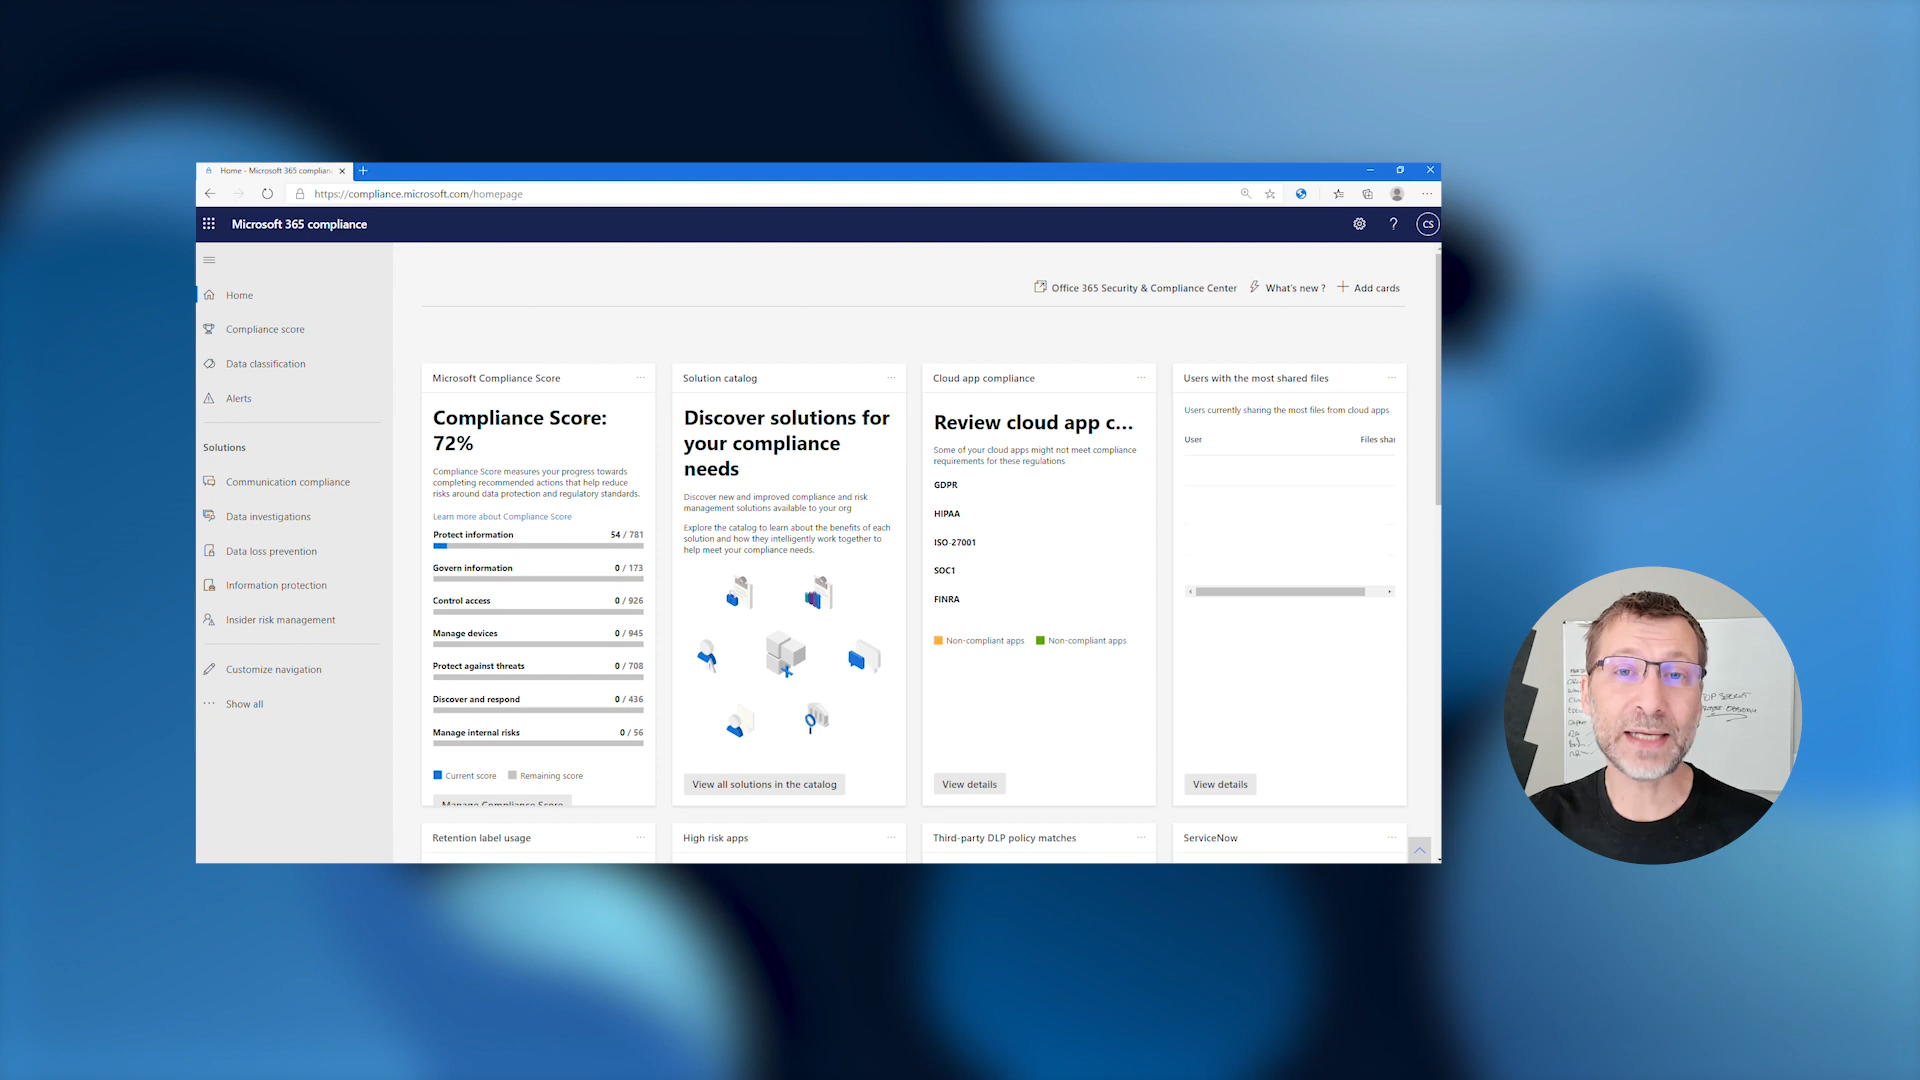 Home - Microsoft 365 complian
https://compliance.microsoft.com/homepage
Microsoft 365 compliance
?
CS
Office 365 Security & Compliance Center
What's new ?
Add cards
Home
Compliance score
Data classification
Alerts
Solutions
Communication compliance
Data investigations
Data loss prevention
Information protection
Insider risk management
Customize navigation
Show all
Microsoft Compliance Score
Compliance Score:
72%
Compliance Score measures your progress towards
completing recommended actions that help reduce
risks around data protection and regulatory standards.
Learn more about Compliance Score
Protect information 54 / 781
Govern information 0 / 173
Control access 0 / 926
Manage devices 0 / 945
Protect against threats 0 / 708
Discover and respond 0 / 436
Manage internal risks 0 / 56
Current score Remaining score
Manage Compliance Score
Solution catalog
Discover solutions for
your compliance
needs
Discover new and improved compliance and risk
management solutions available to your org
Explore the catalog to learn about the benefits of each
solution and how they intelligently work together to
help meet your compliance needs.
View all solutions in the catalog
Cloud app compliance
Review cloud app c...
Some of your cloud apps might not meet compliance
requirements for these regulations
GDPR
HIPAA
ISO-27001
SOC1
FINRA
Non-compliant apps Non-compliant apps
View details
Users with the most shared files
Users currently sharing the most files from cloud apps
User Files shar
View details
Retention label usage
High risk apps
Third-party DLP policy matches
ServiceNow